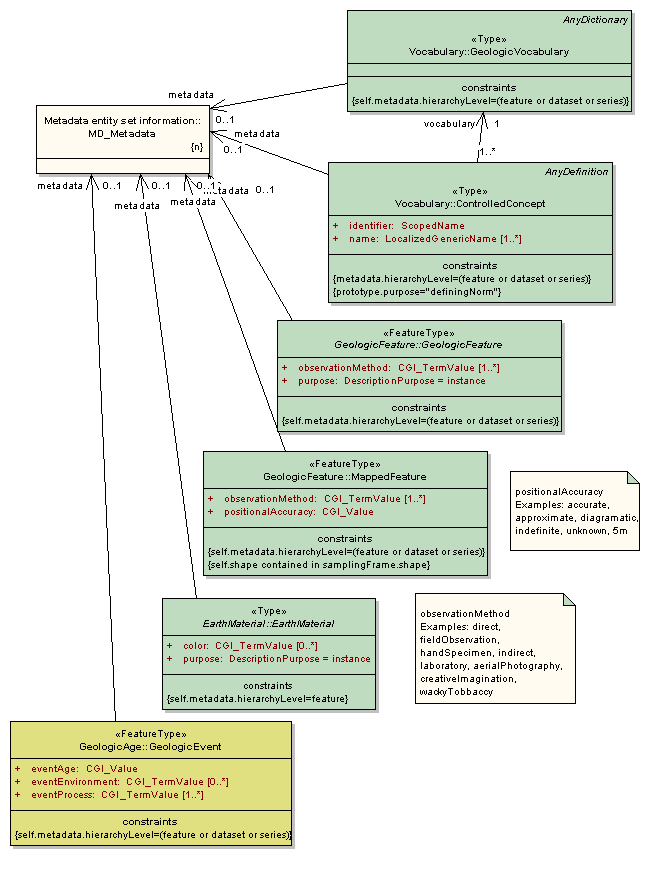 AnyDictionary
«Type»
Vocabulary::GeologicVocabulary
constraints
{self.metadata.hierarchyLevel=(feature or dataset or series)}
metadata
0..1
Metadata entity set information::
MD_Metadata
{n}
metadata
0..1
vocabulary
1
1..*
AnyDefinition
«Type»
Vocabulary::ControlledConcept
+ identifier: ScopedName
+ name: LocalizedGenericName [1..*]
constraints
{metadata.hierarchyLevel=(feature or dataset or series)}
{prototype.purpose="definingNorm"}
metadata
0..1
metadata
0..1
metadata
0..1
metadata
0..1
«FeatureType»
GeologicFeature::GeologicFeature
+ observationMethod: CGI_TermValue [1..*]
+ purpose: DescriptionPurpose = instance
constraints
{self.metadata.hierarchyLevel=(feature or dataset or series)}
«FeatureType»
GeologicFeature::MappedFeature
+ observationMethod: CGI_TermValue [1..*]
+ positionalAccuracy: CGI_Value
constraints
{self.metadata.hierarchyLevel=(feature or dataset or series)}
{self.shape contained in samplingFrame.shape}
positionalAccuracy
Examples: accurate,
approximate, diagramatic,
indefinite, unknown, 5m
«Type»
EarthMaterial::EarthMaterial
+ color: CGI_TermValue [0..*]
+ purpose: DescriptionPurpose = instance
constraints
{self.metadata.hierarchyLevel=feature}
observationMethod
Examples: direct,
fieldObservation,
handSpecimen, indirect,
laboratory, aerialPhotography,
creativeImagination,
wackyTobbaccy
«FeatureType»
GeologicAge::GeologicEvent
+ eventAge: CGI_Value
+ eventEnvironment: CGI_TermValue [0..*]
+ eventProcess: CGI_TermValue [1..*]
constraints
{self.metadata.hierarchyLevel=(feature or dataset or series)}